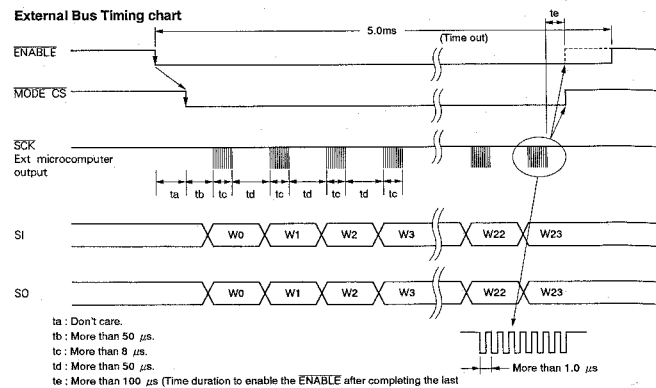 External Bus Timing chart
te
5.0ms
(Time out)
ENABLE
MODE CS
SCK
Ext microcomputer
output
ta tb tc td tc td tc td tc
SI W0 W1 W2 W3 W22 W23
SO W0 W1 W2 W3 W22 W23
ta : Don't care.
tb : More than 50 μs.
tc : More than 8 μs.
td : More than 50 μs.
te : More than 100 μs (Time duration to enable the ENABLE after completing the last
More than 1.0 μs